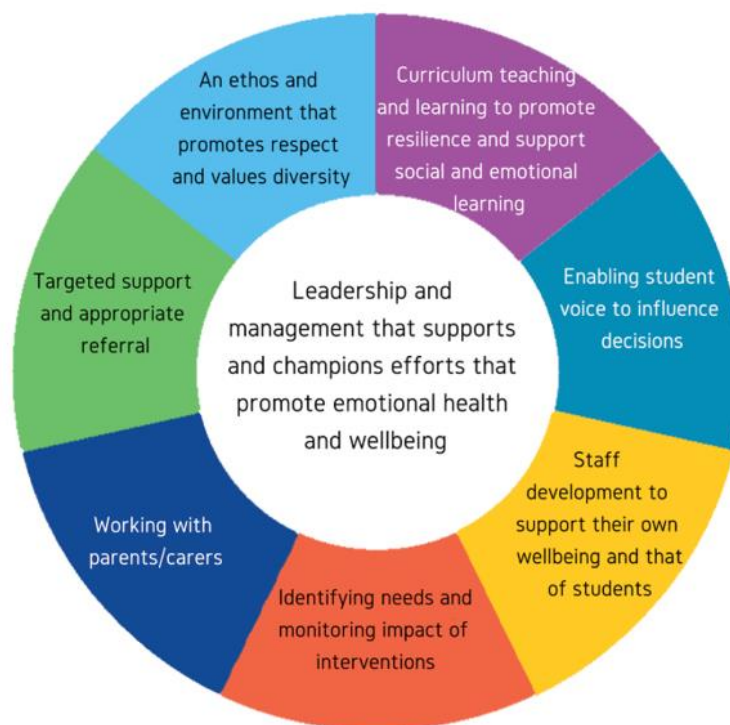 An ethos and
environment that
promotes respect
and values diversity
Curriculum teaching
and learning to promote
resilience and support
social and emotional
learning
Enabling student
voice to influence
decisions
Staff
development to
support their own
wellbeing and that
of students
Identifying needs and
monitoring impact of
interventions
Working with
parents/carers
Targeted support
and appropriate
referral
Leadership and
management that supports
and champions efforts that
promote emotional health
and wellbeing